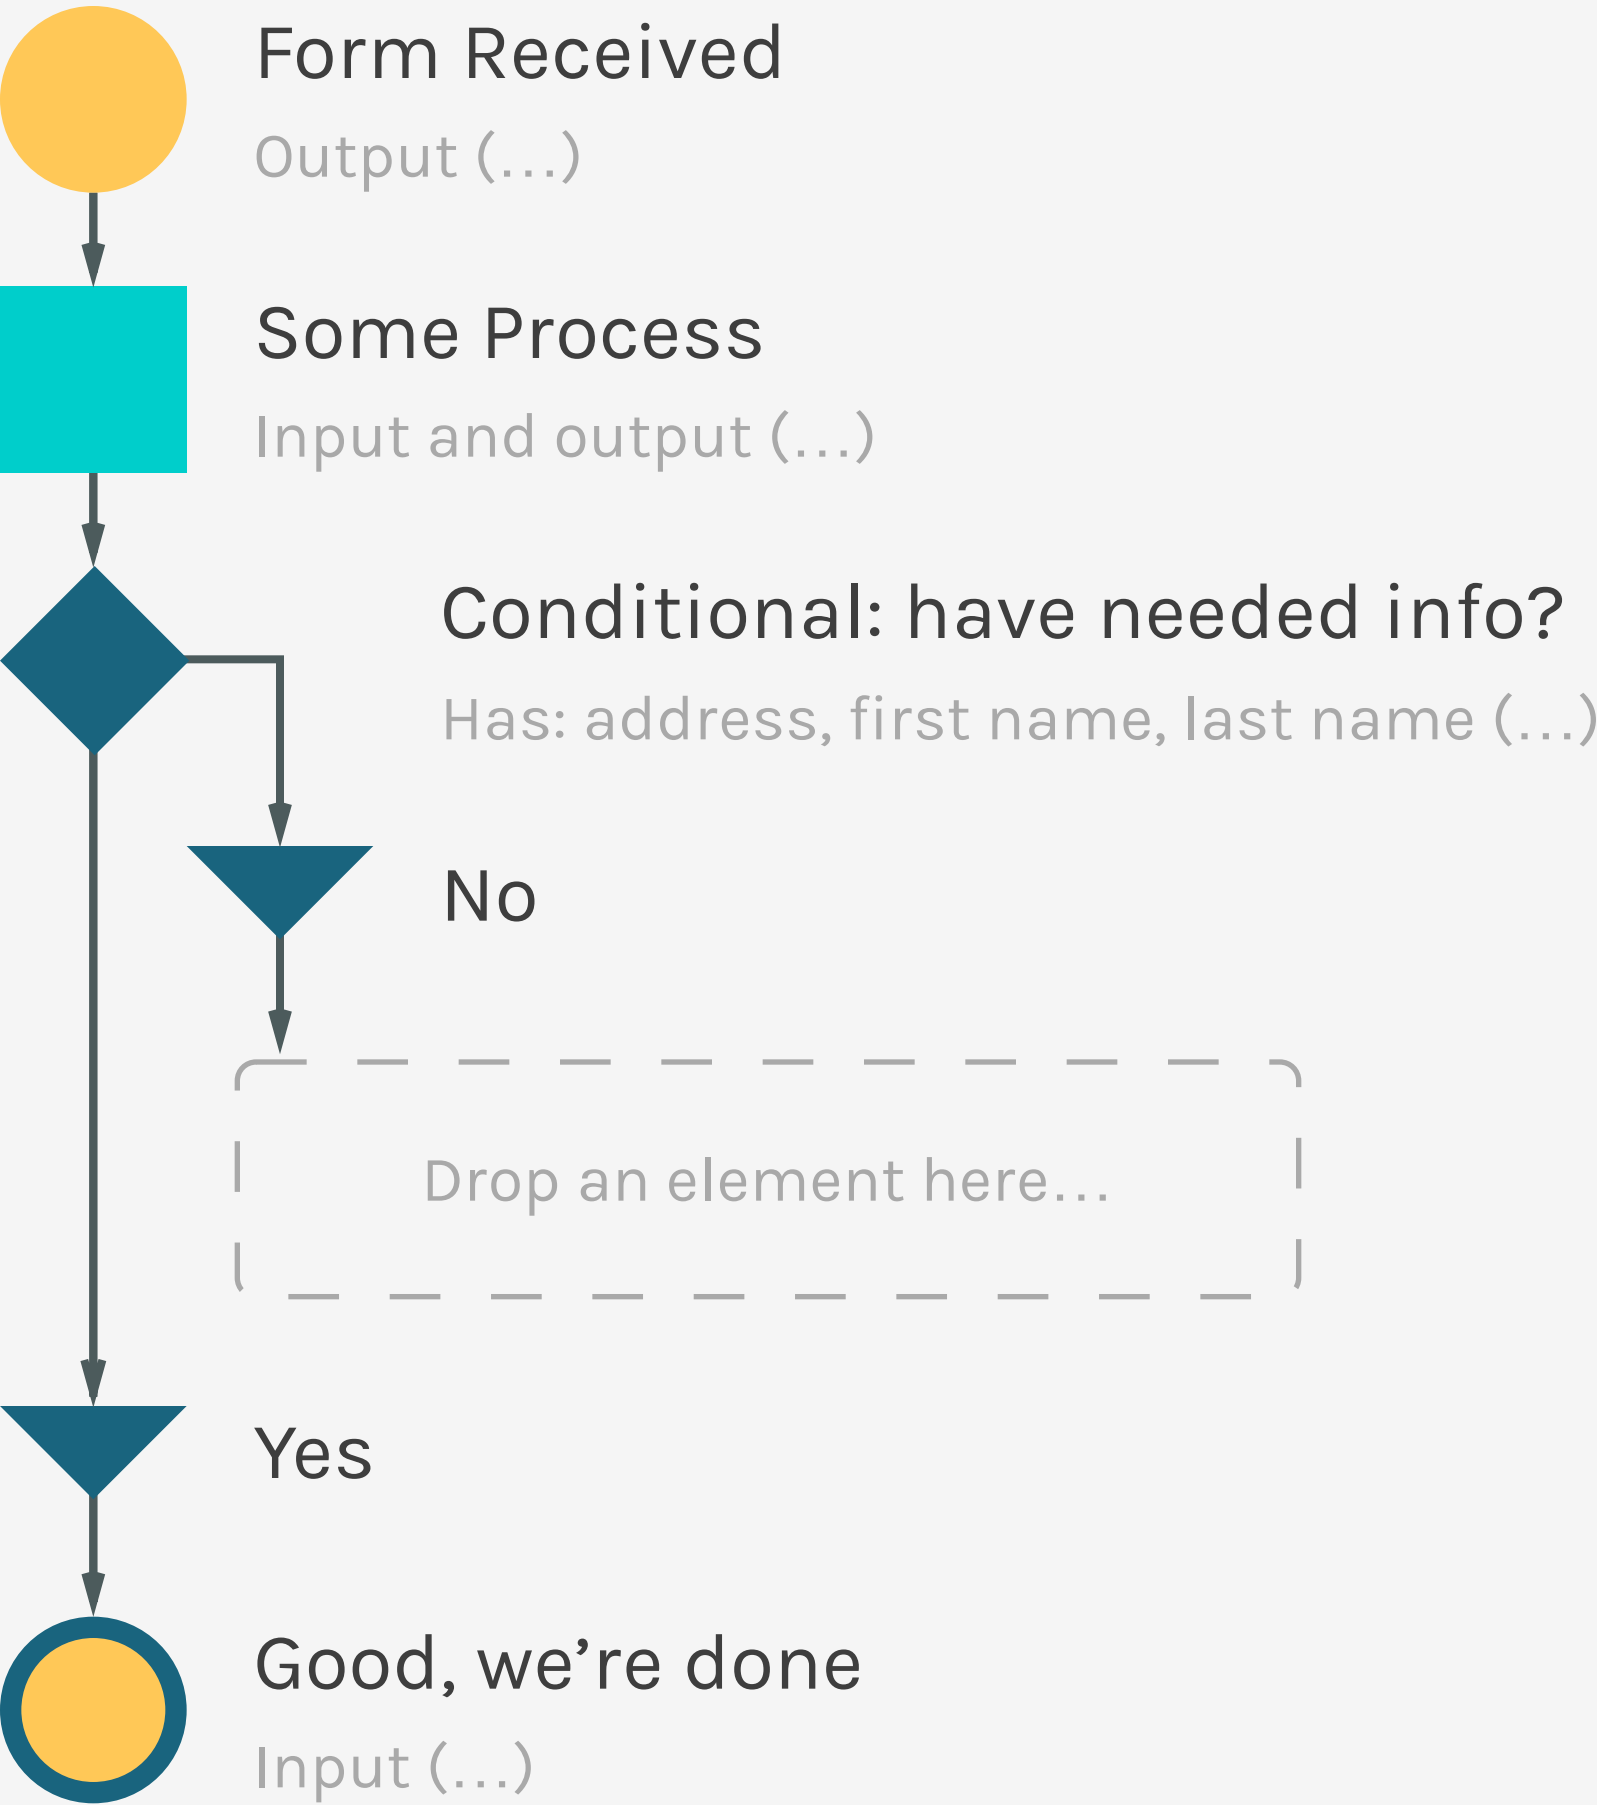 Form Received
Output (...)
Some Process
Input and output (...)
Conditional: have needed info?
Has: address, first name, last name (...)
No
Drop an element here...
Yes
Good, we’re done
Input (...)